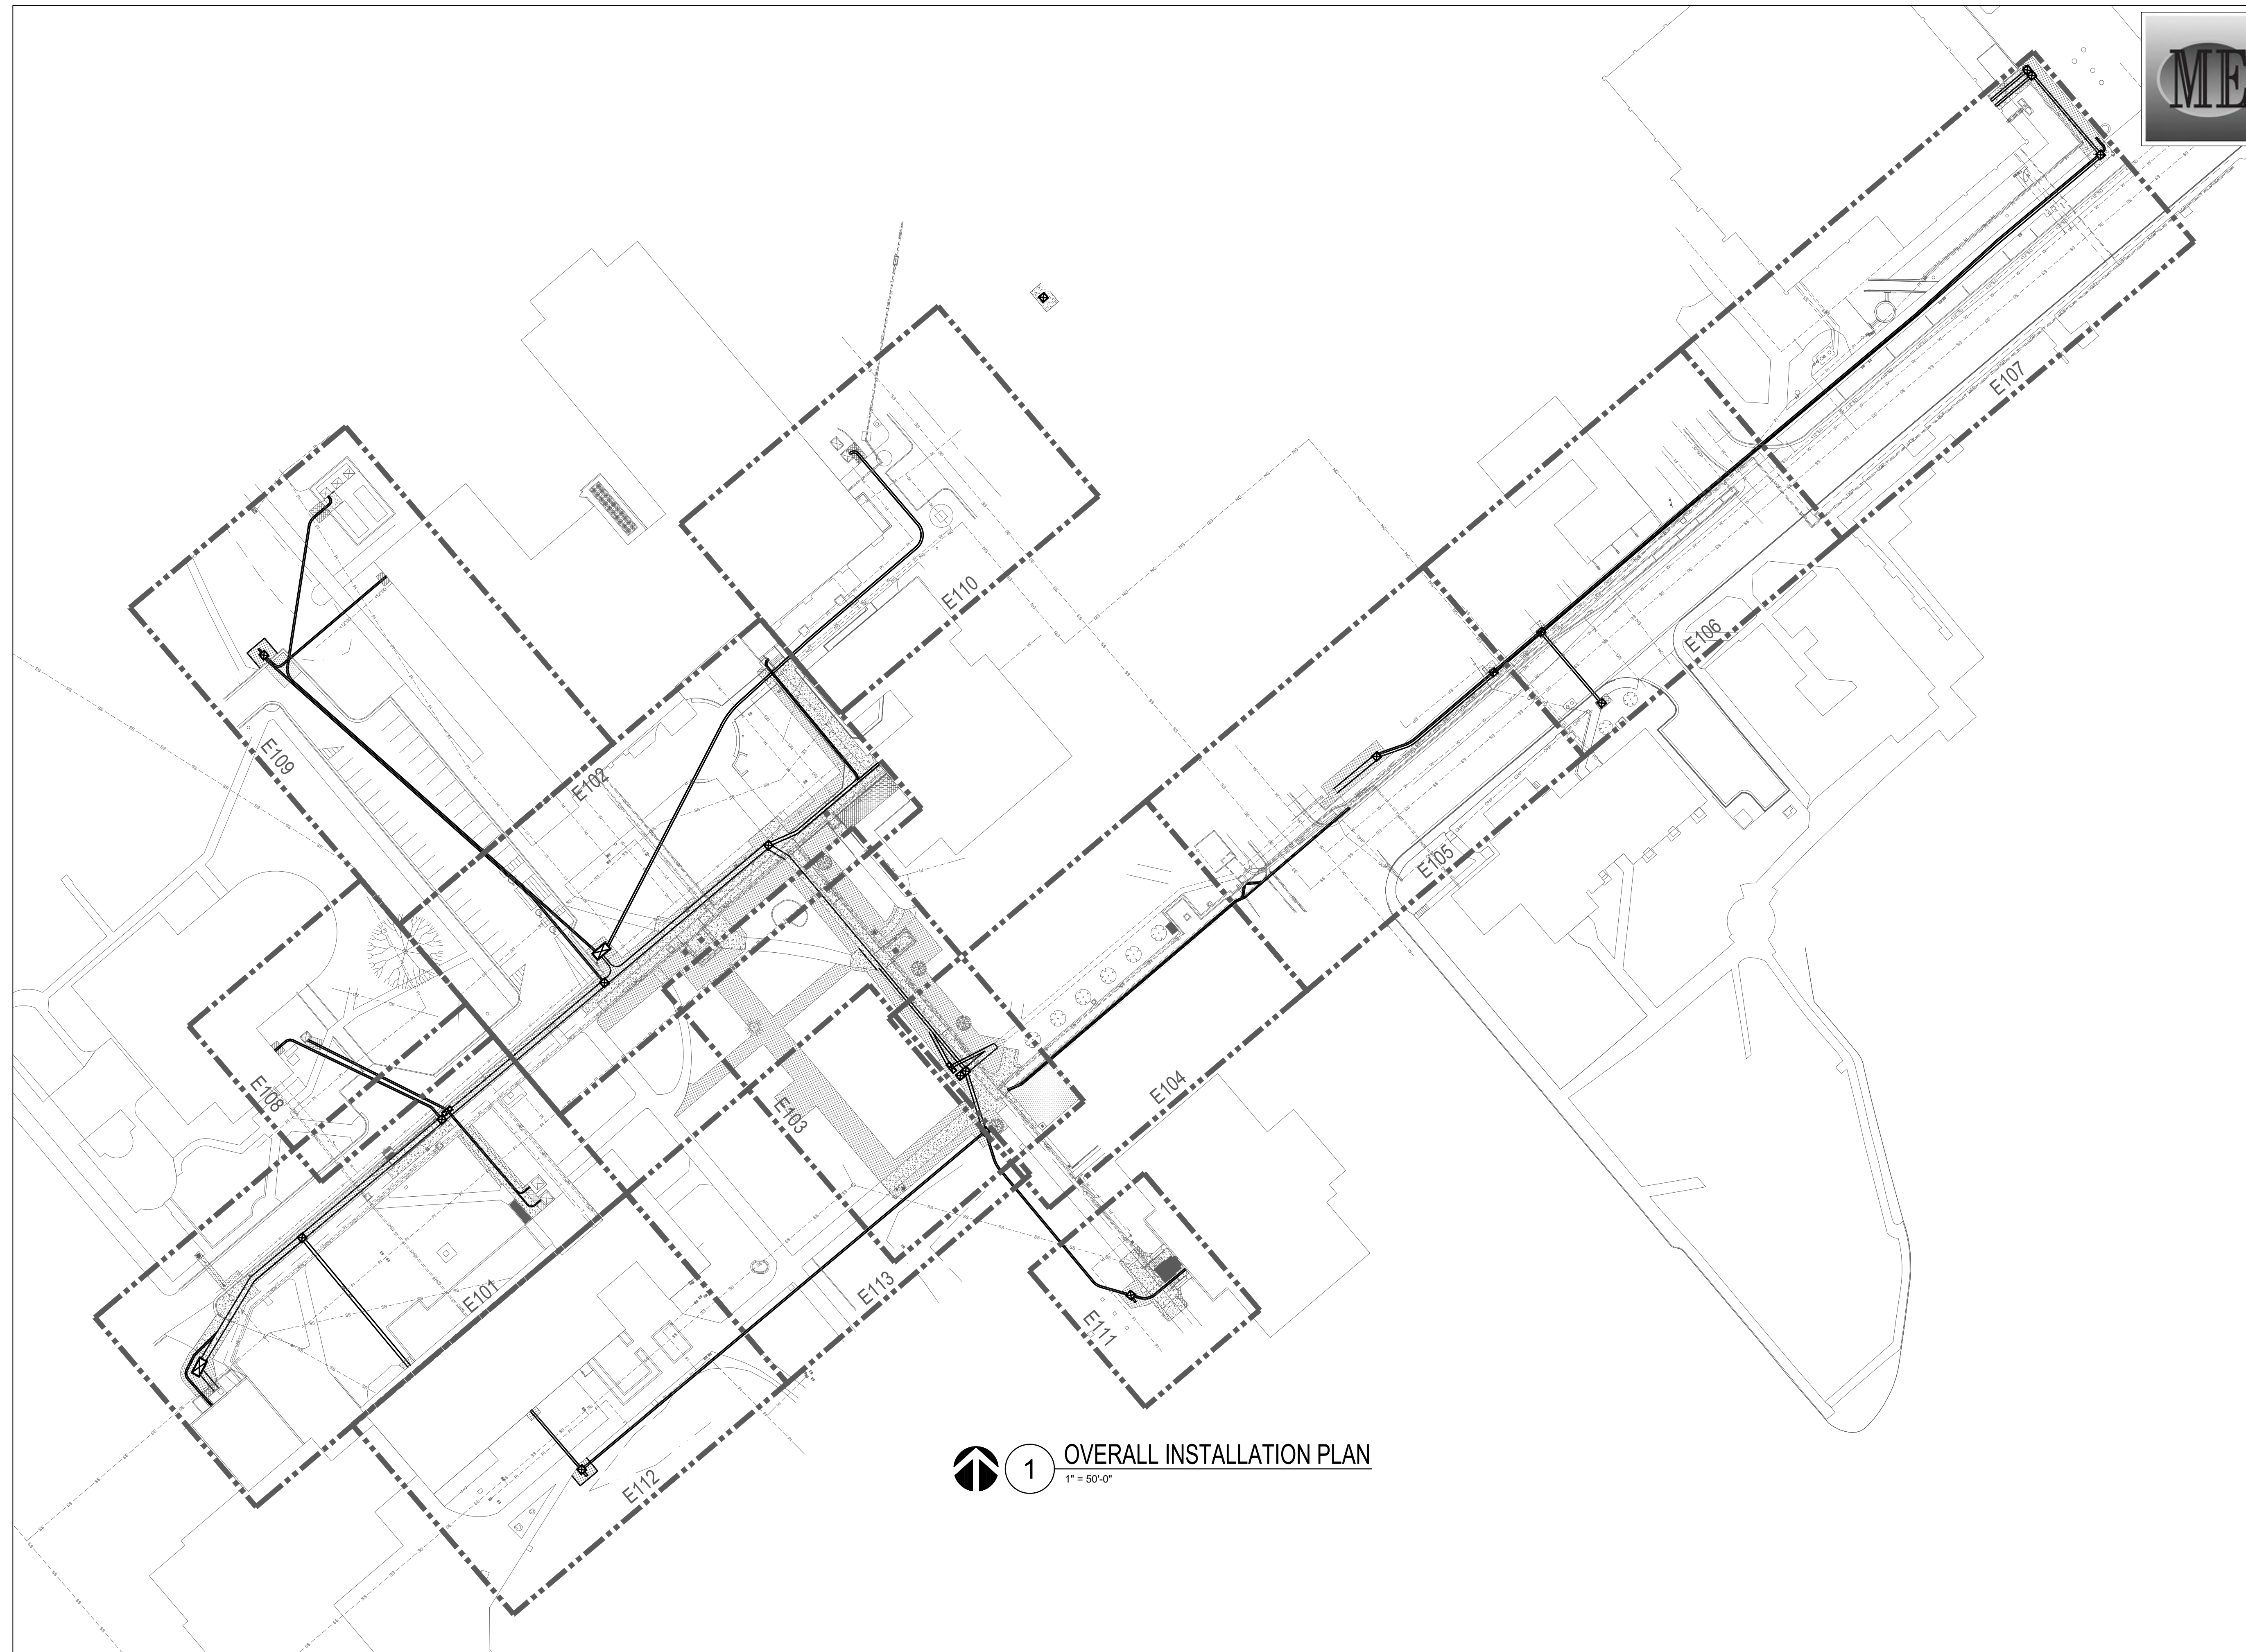 ME
E107
E110
E106
E109
E102
E105
E108
E103
E104
E101
E113
E111
1
OVERALL INSTALLATION PLAN
1" = 50'-0"
E112